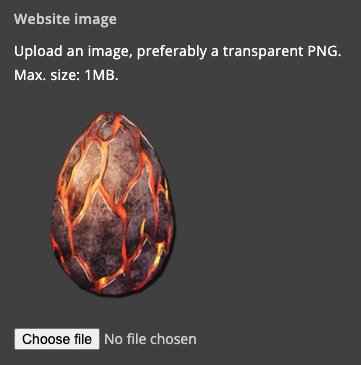 Website image
Upload an image, preferably a transparent PNG.
Max. size: 1MB.
Choose file No file chosen